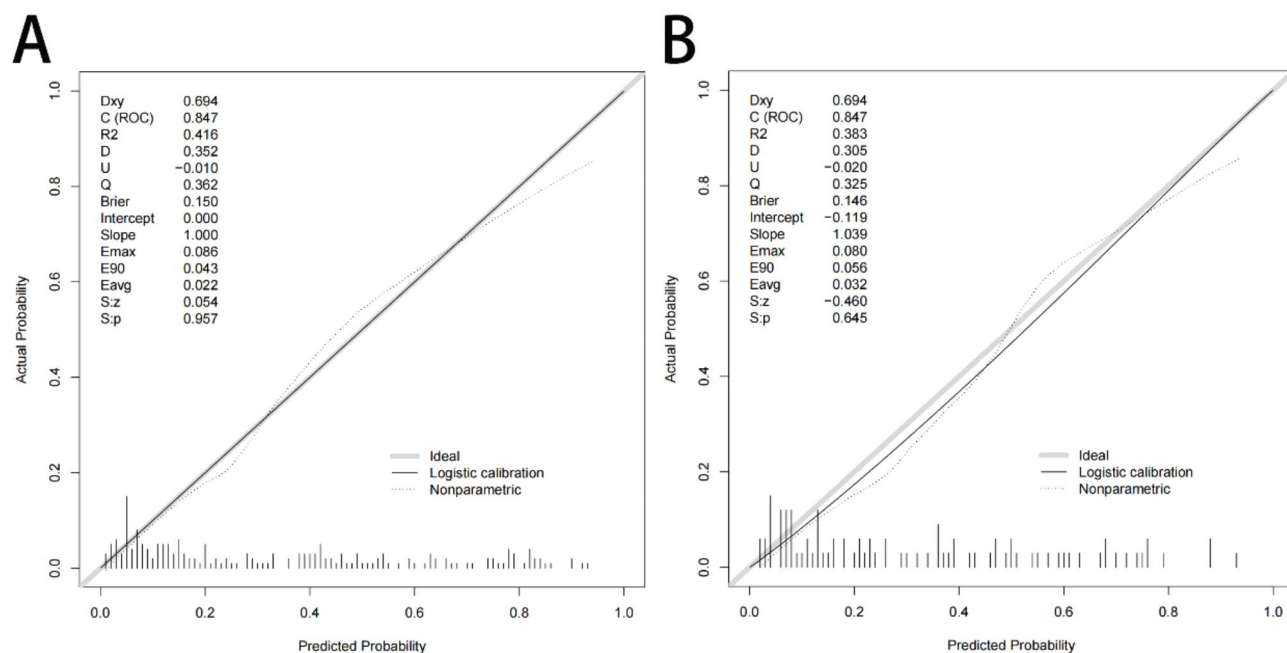 A
Dxy 0.694
C (ROC) 0.847
R2 0.416
D 0.352
U −0.010
Q 0.362
Brier 0.150
Intercept 0.000
Slope 1.000
Emax 0.086
E90 0.043
Eavg 0.022
S:z 0.054
S:p 0.957
Actual Probability
1.0
0.8
0.6
0.4
0.2
0.0
Ideal
Logistic calibration
Nonparametric
0.0 0.2 0.4 0.6 0.8 1.0
Predicted Probability
B
Dxy 0.694
C (ROC) 0.847
R2 0.383
D 0.305
U −0.020
Q 0.325
Brier 0.146
Intercept −0.119
Slope 1.039
Emax 0.080
E90 0.056
Eavg 0.032
S:z −0.460
S:p 0.645
Actual Probability
1.0
0.8
0.6
0.4
0.2
0.0
Ideal
Logistic calibration
Nonparametric
0.0 0.2 0.4 0.6 0.8 1.0
Predicted Probability